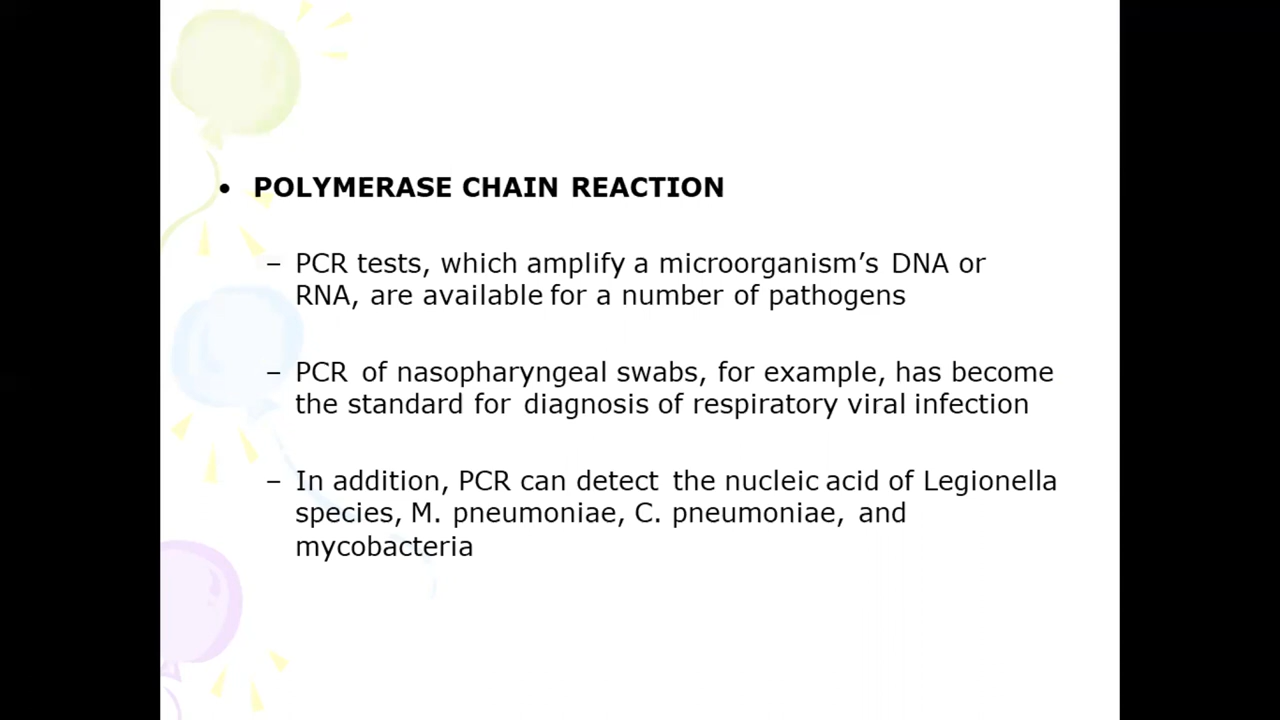 • POLYMERASE CHAIN REACTION
– PCR tests, which amplify a microorganism’s DNA or
RNA, are available for a number of pathogens
– PCR of nasopharyngeal swabs, for example, has become
the standard for diagnosis of respiratory viral infection
– In addition, PCR can detect the nucleic acid of Legionella
species, M. pneumoniae, C. pneumoniae, and
mycobacteria